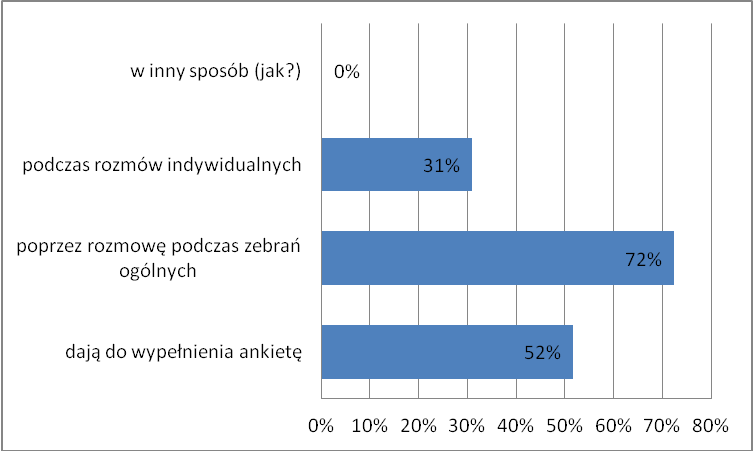 w inny sposób (jak?)
0%
podczas rozmów indywidualnych
31%
poprzez rozmowę podczas zebrań
ogólnych
72%
dają do wypełnienia ankietę
52%
0% 10% 20% 30% 40% 50% 60% 70% 80%